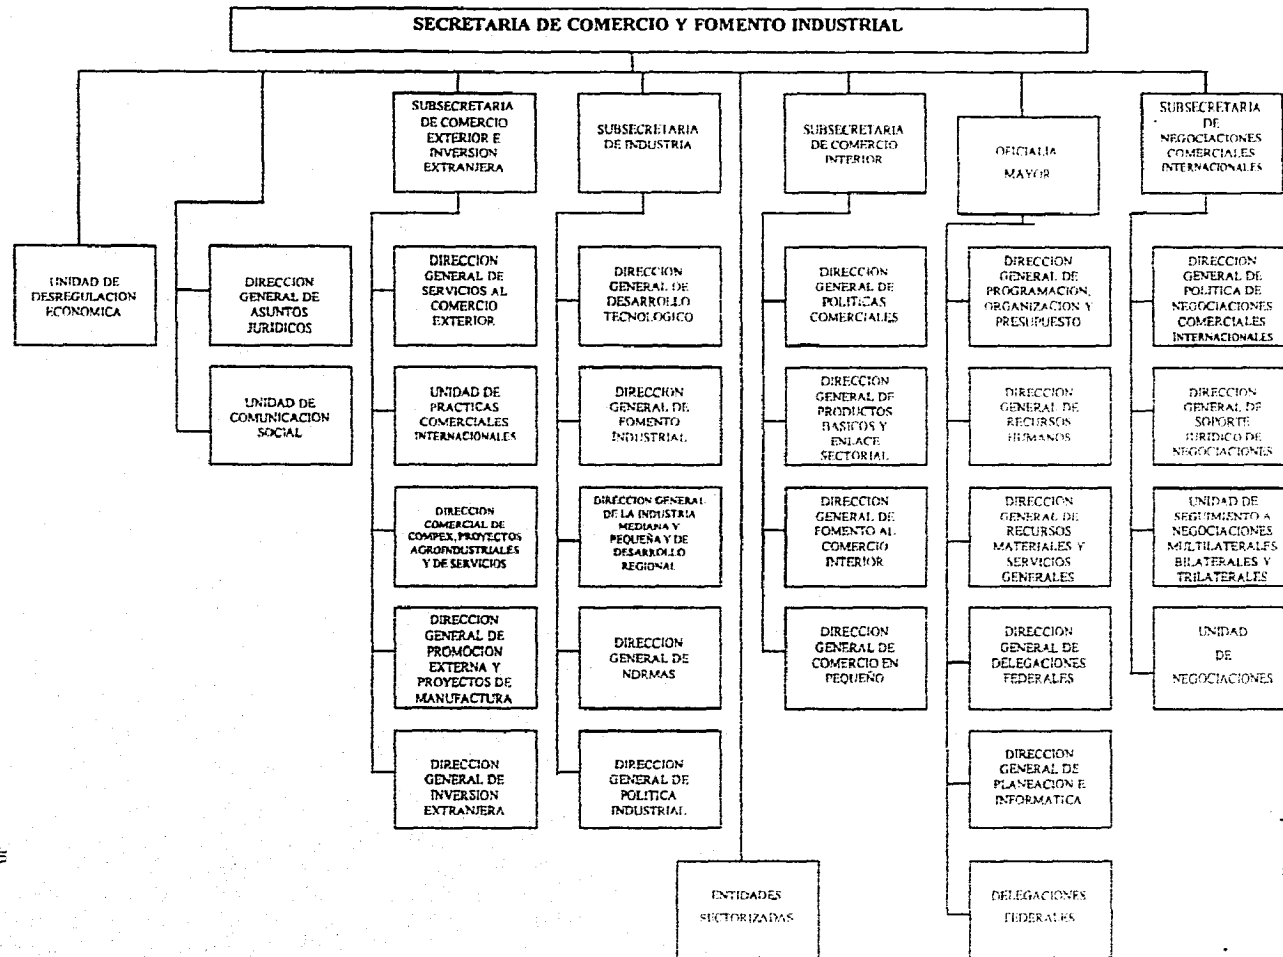 SECRETARIA DE COMERCIO Y FOMENTO INDUSTRIAL
SUBSECRETARIA
DE COMERCIO
EXTERIOR E
INVERSION
EXTRANJERA
SUBSECRETARIA
DE INDUSTRIA
SUBSECRETARIA
DE COMERCIO
INTERIOR
OFICIALIA
MAYOR
SUBSECRETARIA
DE
NEGOCIACIONES
COMERCIALES
INTERNACIONALES
UNIDAD DE
DESREGULACION
ECONOMICA
DIRECCION
GENERAL DE
ASUNTOS
JURIDICOS
DIRECCION
GENERAL DE
SERVICIOS AL
COMERCIO
EXTERIOR
DIRECCION
GENERAL DE
DESARROLLO
TECNOLOGICO
DIRECCION
GENERAL DE
POLITICAS
COMERCIALES
DIRECCION
GENERAL DE
PROGRAMACION,
ORGANIZACION Y
PRESUPUESTO
DIRECCION
GENERAL DE
POLITICA DE
NEGOCIACIONES
COMERCIALES
INTERNACIONALES
UNIDAD DE
COMUNICACION
SOCIAL
UNIDAD DE
PRACTICAS
COMERCIALES
INTERNACIONALES
DIRECCION
GENERAL DE
FOMENTO
INDUSTRIAL
DIRECCION
GENERAL DE
PRODUCTOS
BASICOS Y
ENLACE
SECTORIAL
DIRECCION
GENERAL DE
RECURSOS
HUMANOS
DIRECCION
GENERAL DE
SOPORTE
JURIDICO DE
NEGOCIACIONES
DIRECCION
COMERCIAL DE
COMPEX, PROYECTOS
AGROINDUSTRIALES
Y DE SERVICIOS
DIRECCION GENERAL
DE LA INDUSTRIA
MEDIANA Y
PEQUEÑA Y DE
DESARROLLO
REGIONAL
DIRECCION
GENERAL DE
FOMENTO AL
COMERCIO
INTERIOR
DIRECCION
GENERAL DE
RECURSOS
MATERIALES Y
SERVICIOS
GENERALES
UNIDAD DE
SEGUIMIENTO A
NEGOCIACIONES
MULTILATERALES
BILATERALES Y
TRILATERALES
DIRECCION
GENERAL DE
PROMOCION
EXTERNA Y
PROYECTOS DE
MANUFACTURA
DIRECCION
GENERAL DE
NORMAS
DIRECCION
GENERAL DE
COMERCIO EN
PEQUEÑO
DIRECCION
GENERAL DE
DELEGACIONES
FEDERALES
UNIDAD
DE
NEGOCIACIONES
DIRECCION
GENERAL DE
INVERSION
EXTRANJERA
DIRECCION
GENERAL DE
POLITICA
INDUSTRIAL
DIRECCION
GENERAL DE
PLANEACION E
INFORMATICA
ENTIDADES
SECTORIZADAS
DELEGACIONES
FEDERALES